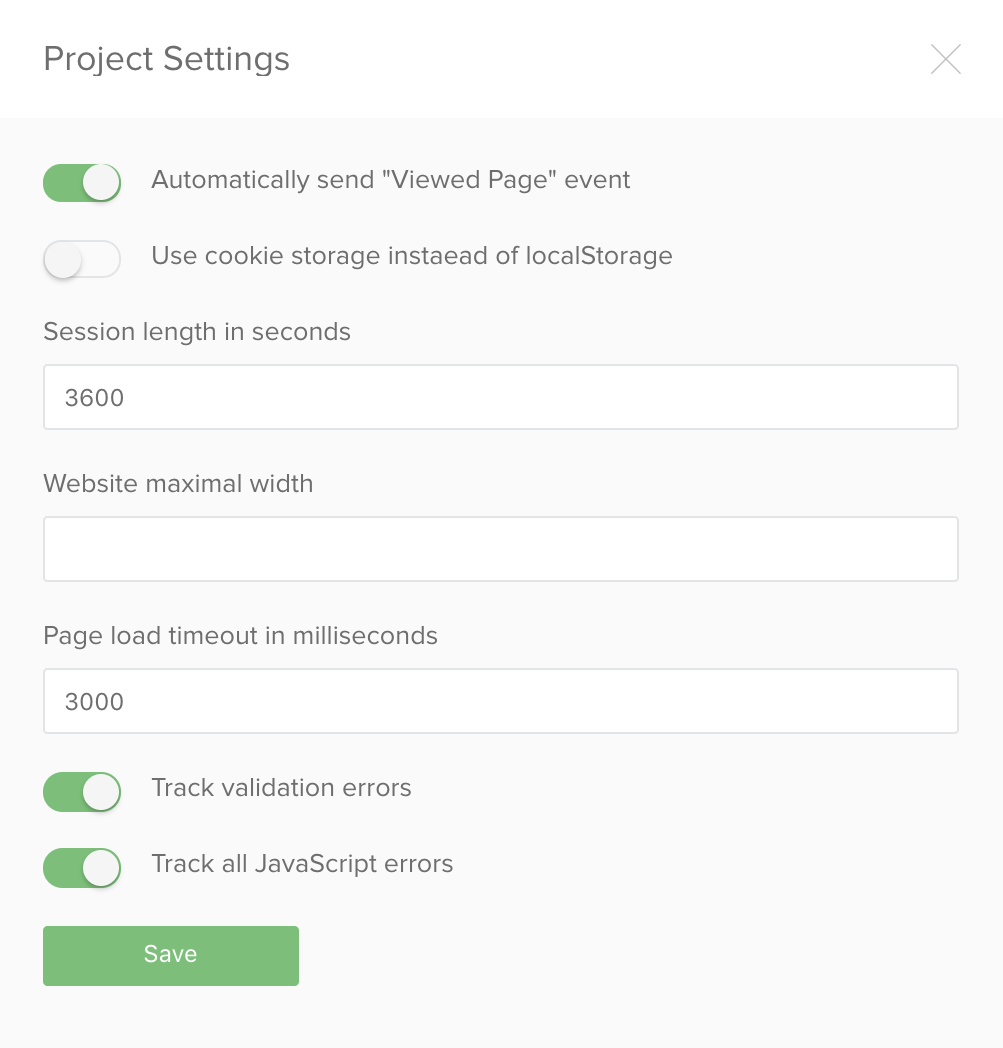 Project Settings
Automatically send "Viewed Page" event
Use cookie storage instaead of localStorage
Session length in seconds
3600
Website maximal width
Page load timeout in milliseconds
3000
Track validation errors
Track all JavaScript errors
Save